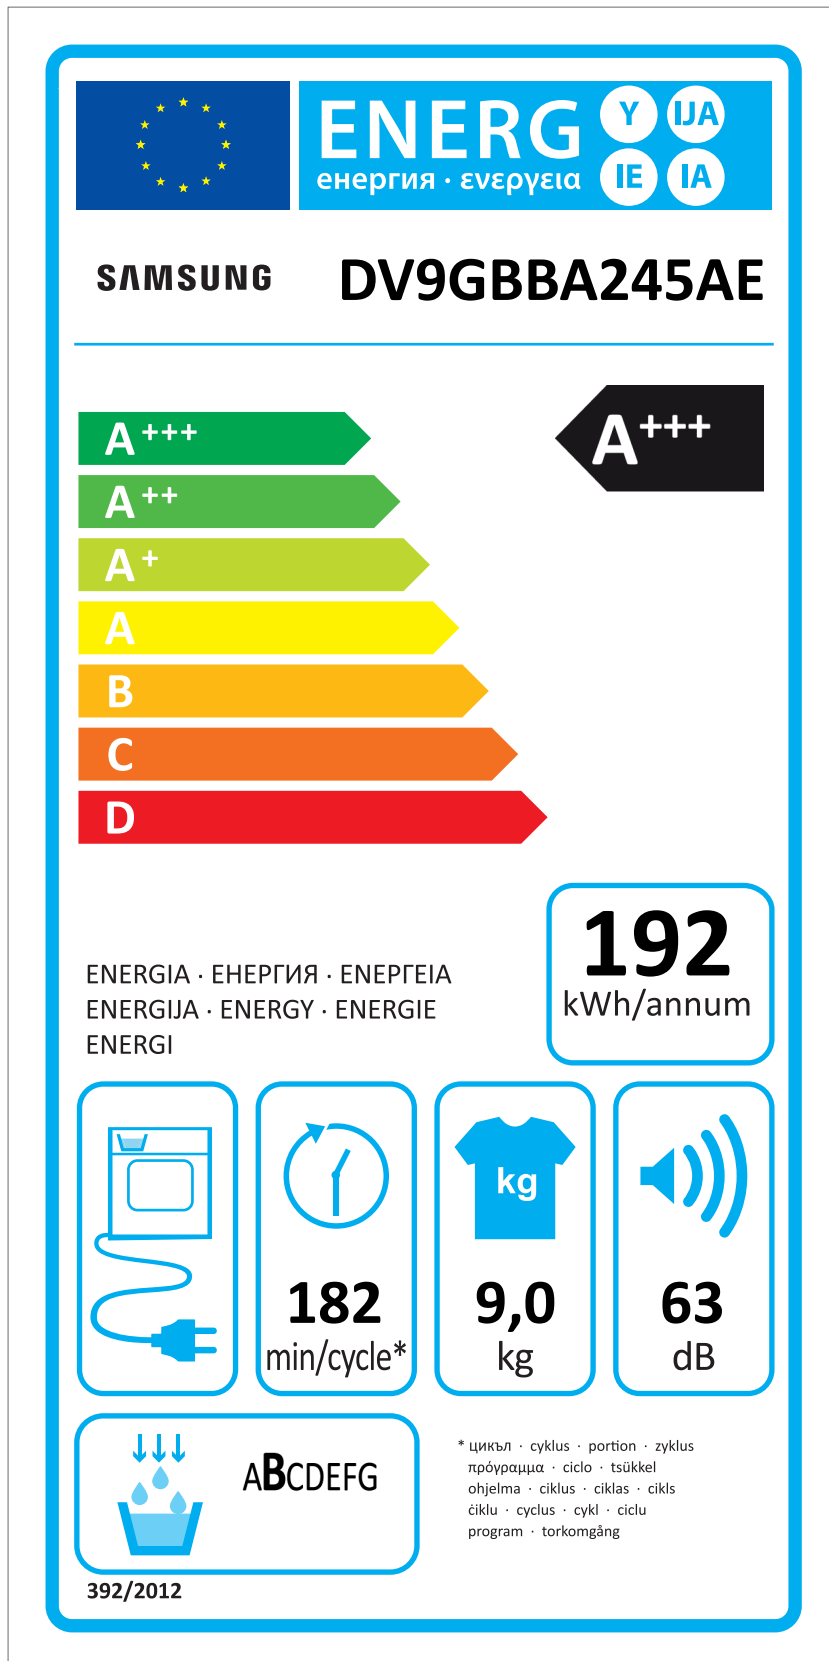 ENERG
Y IJA
IE IA
енергия · ενεργεια
SAMSUNG
DV9GBBA245AE
A+++
A+++
A++
A+
A
B
C
D
192
kWh/annum
ENERGIA · ЕНЕРГИЯ · ΕΝΕΡΓΕΙΑ
ENERGIJA · ENERGY · ENERGIE
ENERGI
kg
182
min/cycle*
9,0
kg
63
dB
ABCDEFG
* цикъл · cyklus · portion · zyklus
πρόγραμμα · ciclo · tsükkel
ohjelma · ciklus · ciklas · cikls
ċiklu · cyclus · cykl · ciclu
program · torkomgång
392/2012